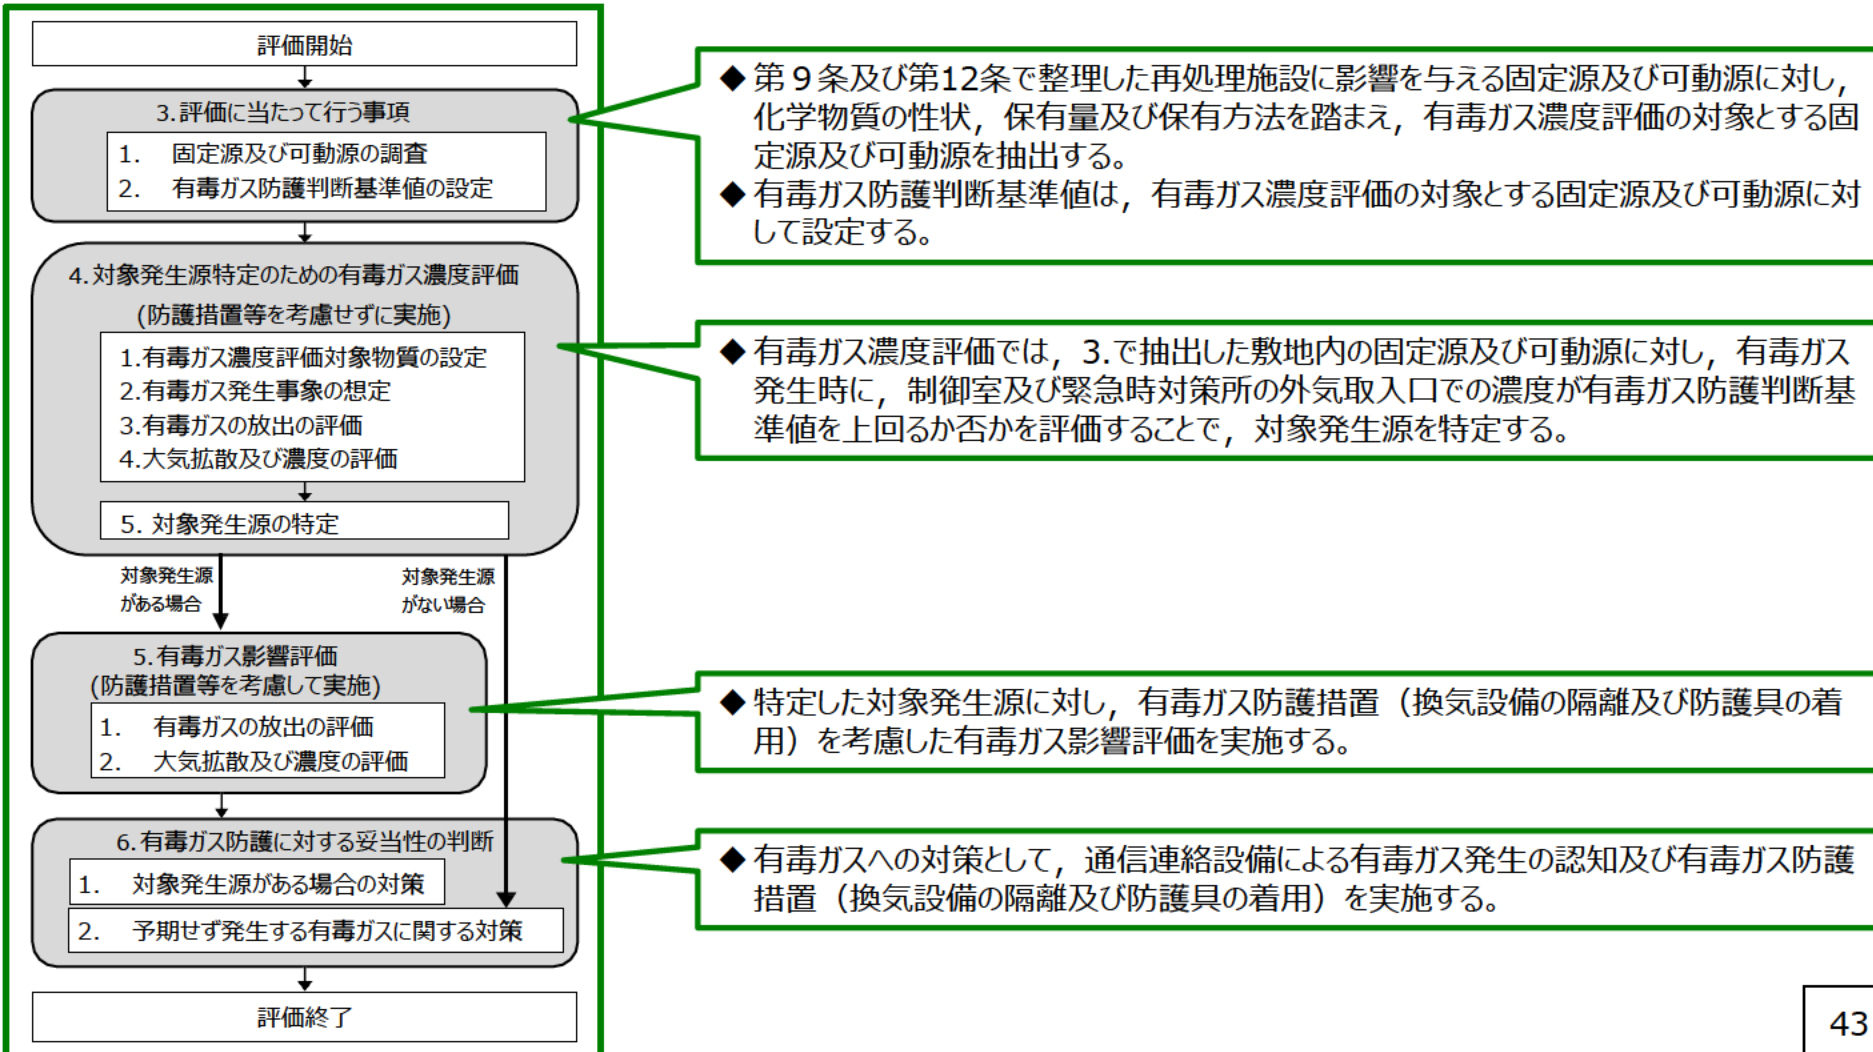 評価開始
3.評価に当たって行う事項
1. 固定源及び可動源の調査
2. 有毒ガス防護判断基準値の設定
4.対象発生源特定のための有毒ガス濃度評価
(防護措置等を考慮せずに実施)
1.有毒ガス濃度評価対象物質の設定
2.有毒ガス発生事象の想定
3.有毒ガスの放出の評価
4.大気拡散及び濃度の評価
5. 対象発生源の特定
対象発生源
がある場合
対象発生源
がない場合
5.有毒ガス影響評価
(防護措置等を考慮して実施)
1. 有毒ガスの放出の評価
2. 大気拡散及び濃度の評価
6.有毒ガス防護に対する妥当性の判断
1. 対象発生源がある場合の対策
2. 予期せず発生する有毒ガスに関する対策
評価終了
◆ 第9条及び第12条で整理した再処理施設に影響を与える固定源及び可動源に対し，
化学物質の性状，保有量及び保有方法を踏まえ，有毒ガス濃度評価の対象とする固
定源及び可動源を抽出する。
◆ 有毒ガス防護判断基準値は，有毒ガス濃度評価の対象とする固定源及び可動源に対
して設定する。
◆ 有毒ガス濃度評価では，3.で抽出した敷地内の固定源及び可動源に対し，有毒ガス
発生時に，制御室及び緊急時対策所の外気取入口での濃度が有毒ガス防護判断基
準値を上回るか否かを評価することで，対象発生源を特定する。
◆ 特定した対象発生源に対し，有毒ガス防護措置（換気設備の隔離及び防護具の着
用）を考慮した有毒ガス影響評価を実施する。
◆ 有毒ガスへの対策として，通信連絡設備による有毒ガス発生の認知及び有毒ガス防護
措置（換気設備の隔離及び防護具の着用）を実施する。
43